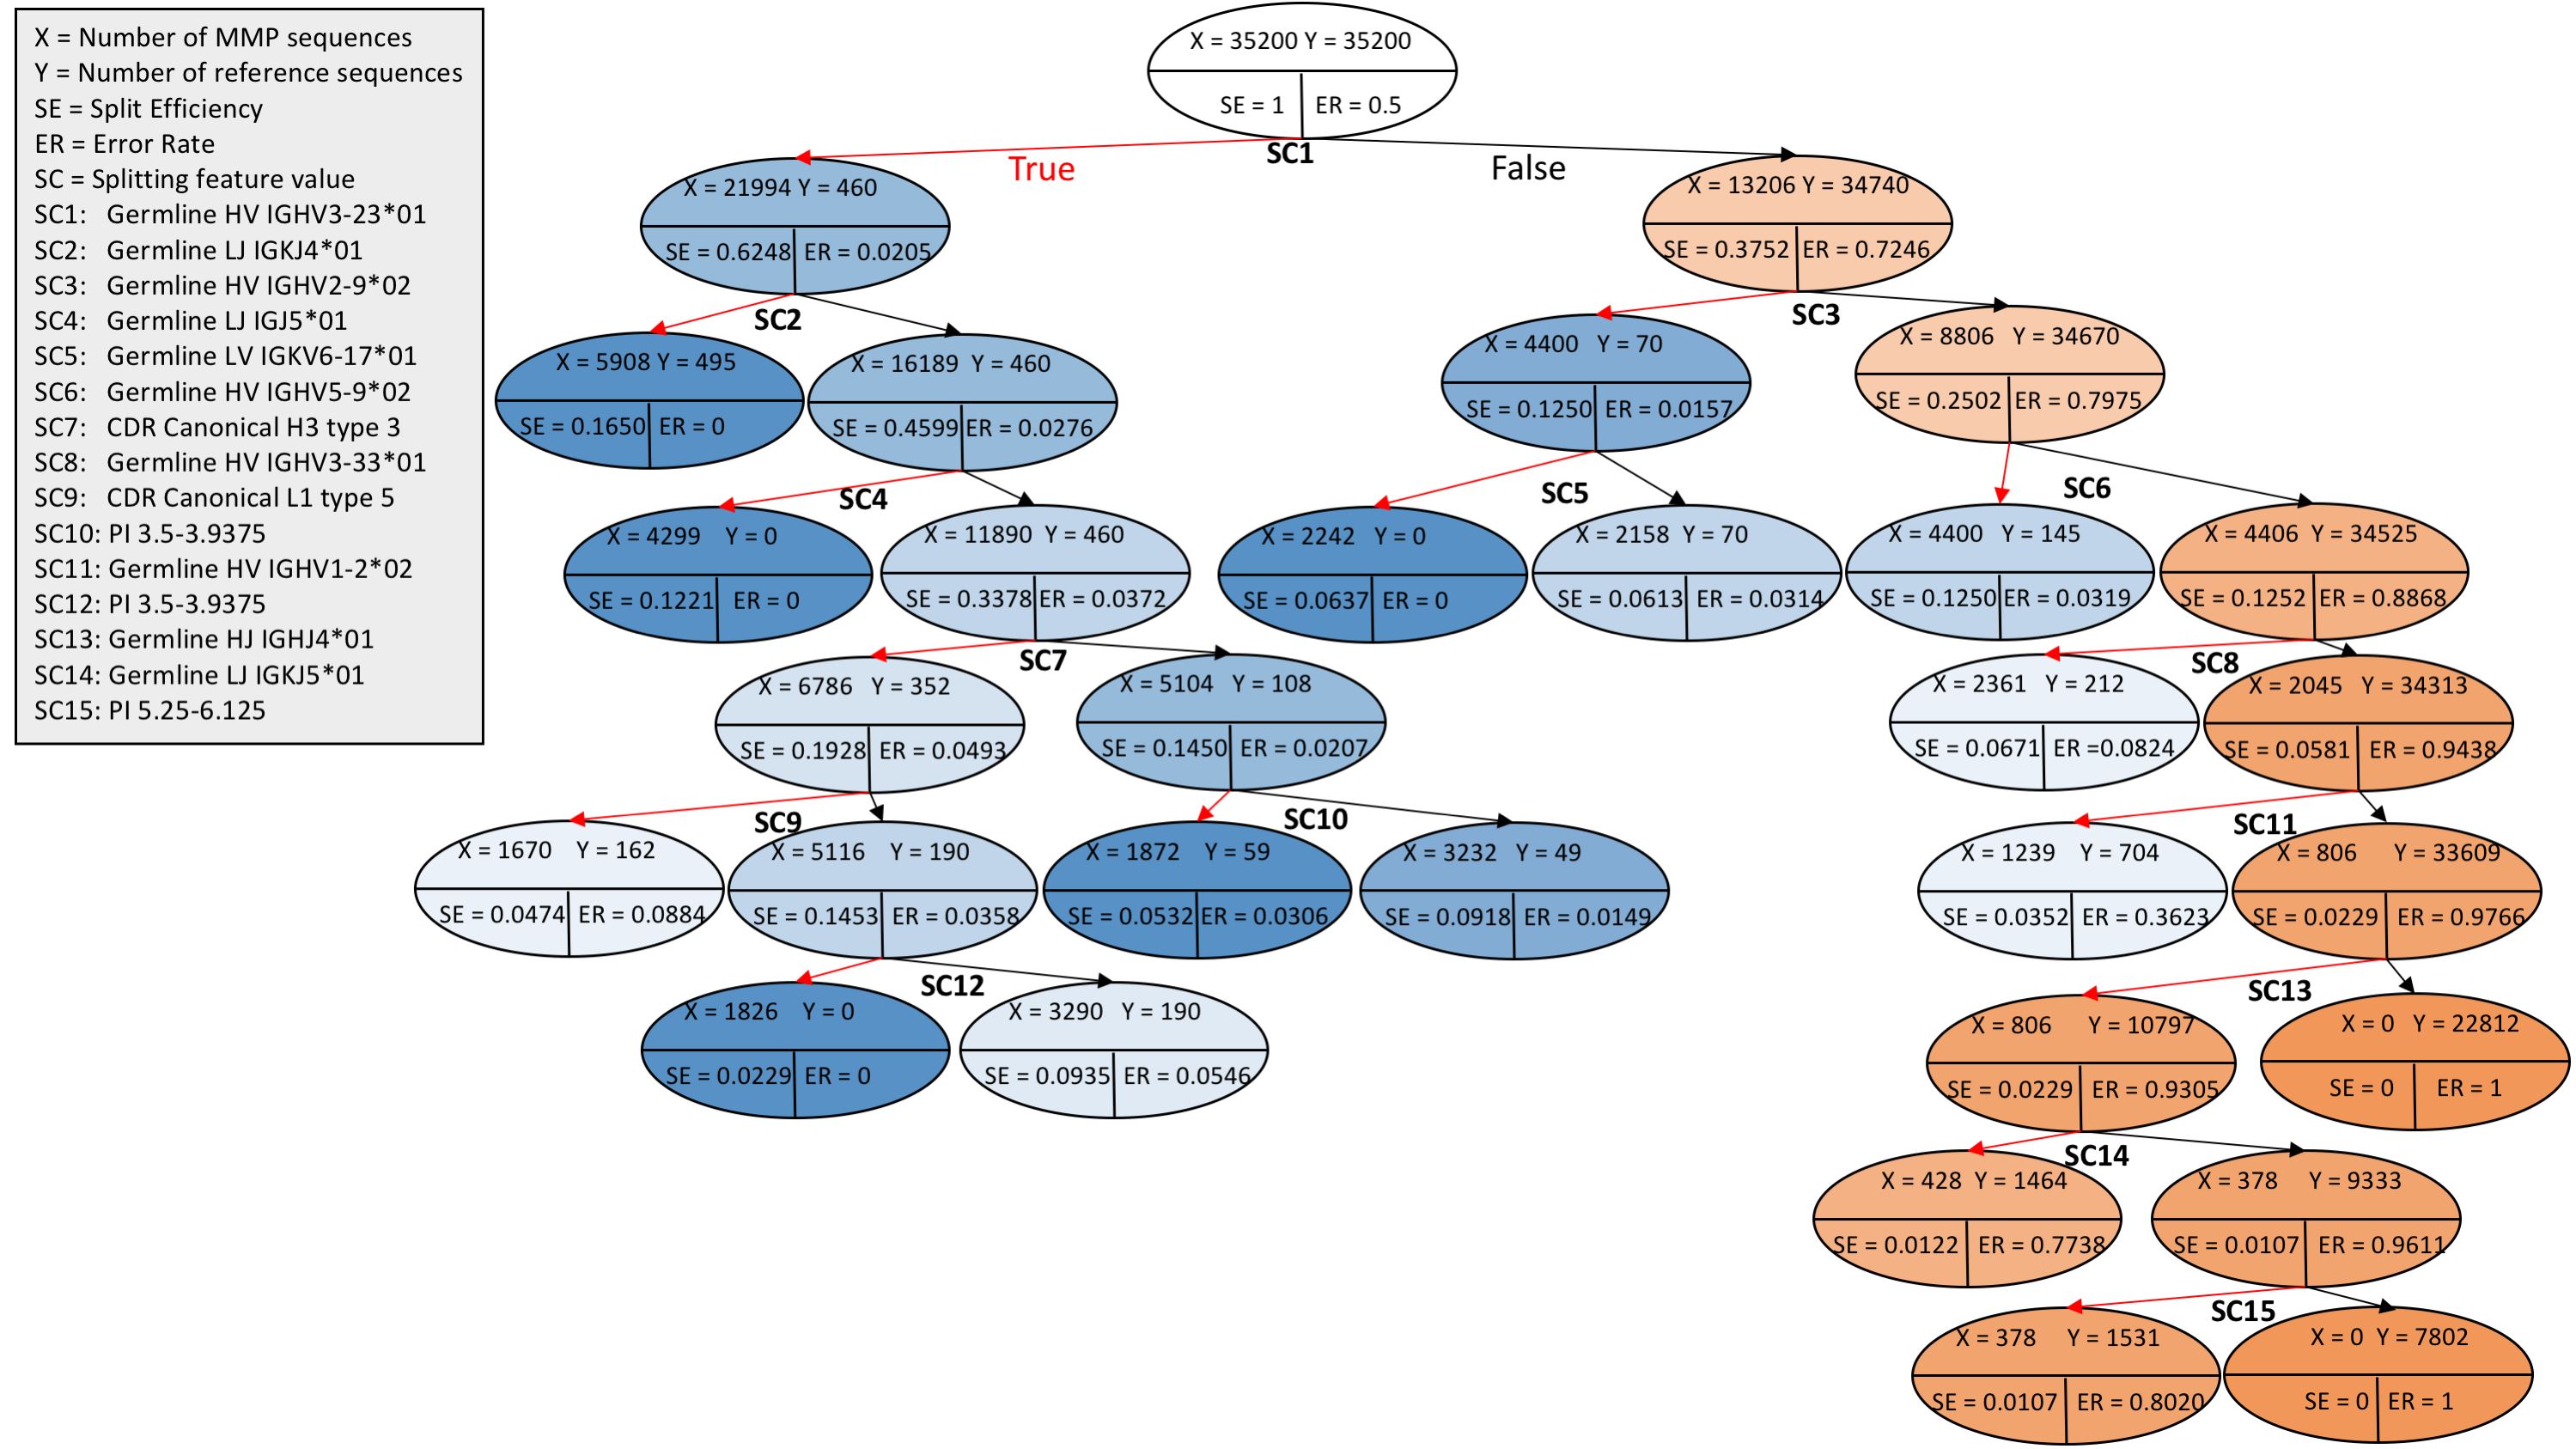 X = Number of MMP sequences
Y = Number of reference sequences
SE = Split Efficiency
ER = Error Rate
SC = Splitting feature value
SC1: Germline HV IGHV3-23*01
SC2: Germline LJ IGKJ4*01
SC3: Germline HV IGHV2-9*02
SC4: Germline LJ IGJ5*01
SC5: Germline LV IGKV6-17*01
SC6: Germline HV IGHV5-9*02
SC7: CDR Canonical H3 type 3
SC8: Germline HV IGHV3-33*01
SC9: CDR Canonical L1 type 5
SC10: PI 3.5-3.9375
SC11: Germline HV IGHV1-2*02
SC12: PI 3.5-3.9375
SC13: Germline HJ IGHJ4*01
SC14: Germline LJ IGKJ5*01
SC15: PI 5.25-6.125
X = 35200 Y = 35200
SE = 1 ER = 0.5
True
SC1
False
X = 21994 Y = 460
SE = 0.6248 ER = 0.0205
X = 13206 Y = 34740
SE = 0.3752 ER = 0.7246
SC2
SC3
X = 5908 Y = 495
SE = 0.1650 ER = 0
X = 16189 Y = 460
SE = 0.4599 ER = 0.0276
X = 4400 Y = 70
SE = 0.1250 ER = 0.0157
X = 8806 Y = 34670
SE = 0.2502 ER = 0.7975
SC4
SC5
SC6
X = 4299 Y = 0
SE = 0.1221 ER = 0
X = 11890 Y = 460
SE = 0.3378 ER = 0.0372
X = 2242 Y = 0
SE = 0.0637 ER = 0
X = 2158 Y = 70
SE = 0.0613 ER = 0.0314
X = 4400 Y = 145
SE = 0.1250 ER = 0.0319
X = 4406 Y = 34525
SE = 0.1252 ER = 0.8868
SC7
SC8
X = 6786 Y = 352
SE = 0.1928 ER = 0.0493
X = 5104 Y = 108
SE = 0.1450 ER = 0.0207
X = 2361 Y = 212
SE = 0.0671 ER =0.0824
X = 2045 Y = 34313
SE = 0.0581 ER = 0.9438
SC9
SC10
SC11
X = 1670 Y = 162
SE = 0.0474 ER = 0.0884
X = 5116 Y = 190
SE = 0.1453 ER = 0.0358
X = 1872 Y = 59
SE = 0.0532 ER = 0.0306
X = 3232 Y = 49
SE = 0.0918 ER = 0.0149
X = 1239 Y = 704
SE = 0.0352 ER = 0.3623
X = 806 Y = 33609
SE = 0.0229 ER = 0.9766
SC12
SC13
X = 1826 Y = 0
SE = 0.0229 ER = 0
X = 3290 Y = 190
SE = 0.0935 ER = 0.0546
X = 806 Y = 10797
SE = 0.0229 ER = 0.9305
X = 0 Y = 22812
SE = 0 ER = 1
SC14
X = 428 Y = 1464
SE = 0.0122 ER = 0.7738
X = 378 Y = 9333
SE = 0.0107 ER = 0.9611
SC15
X = 378 Y = 1531
SE = 0.0107 ER = 0.8020
X = 0 Y = 7802
SE = 0 ER = 1